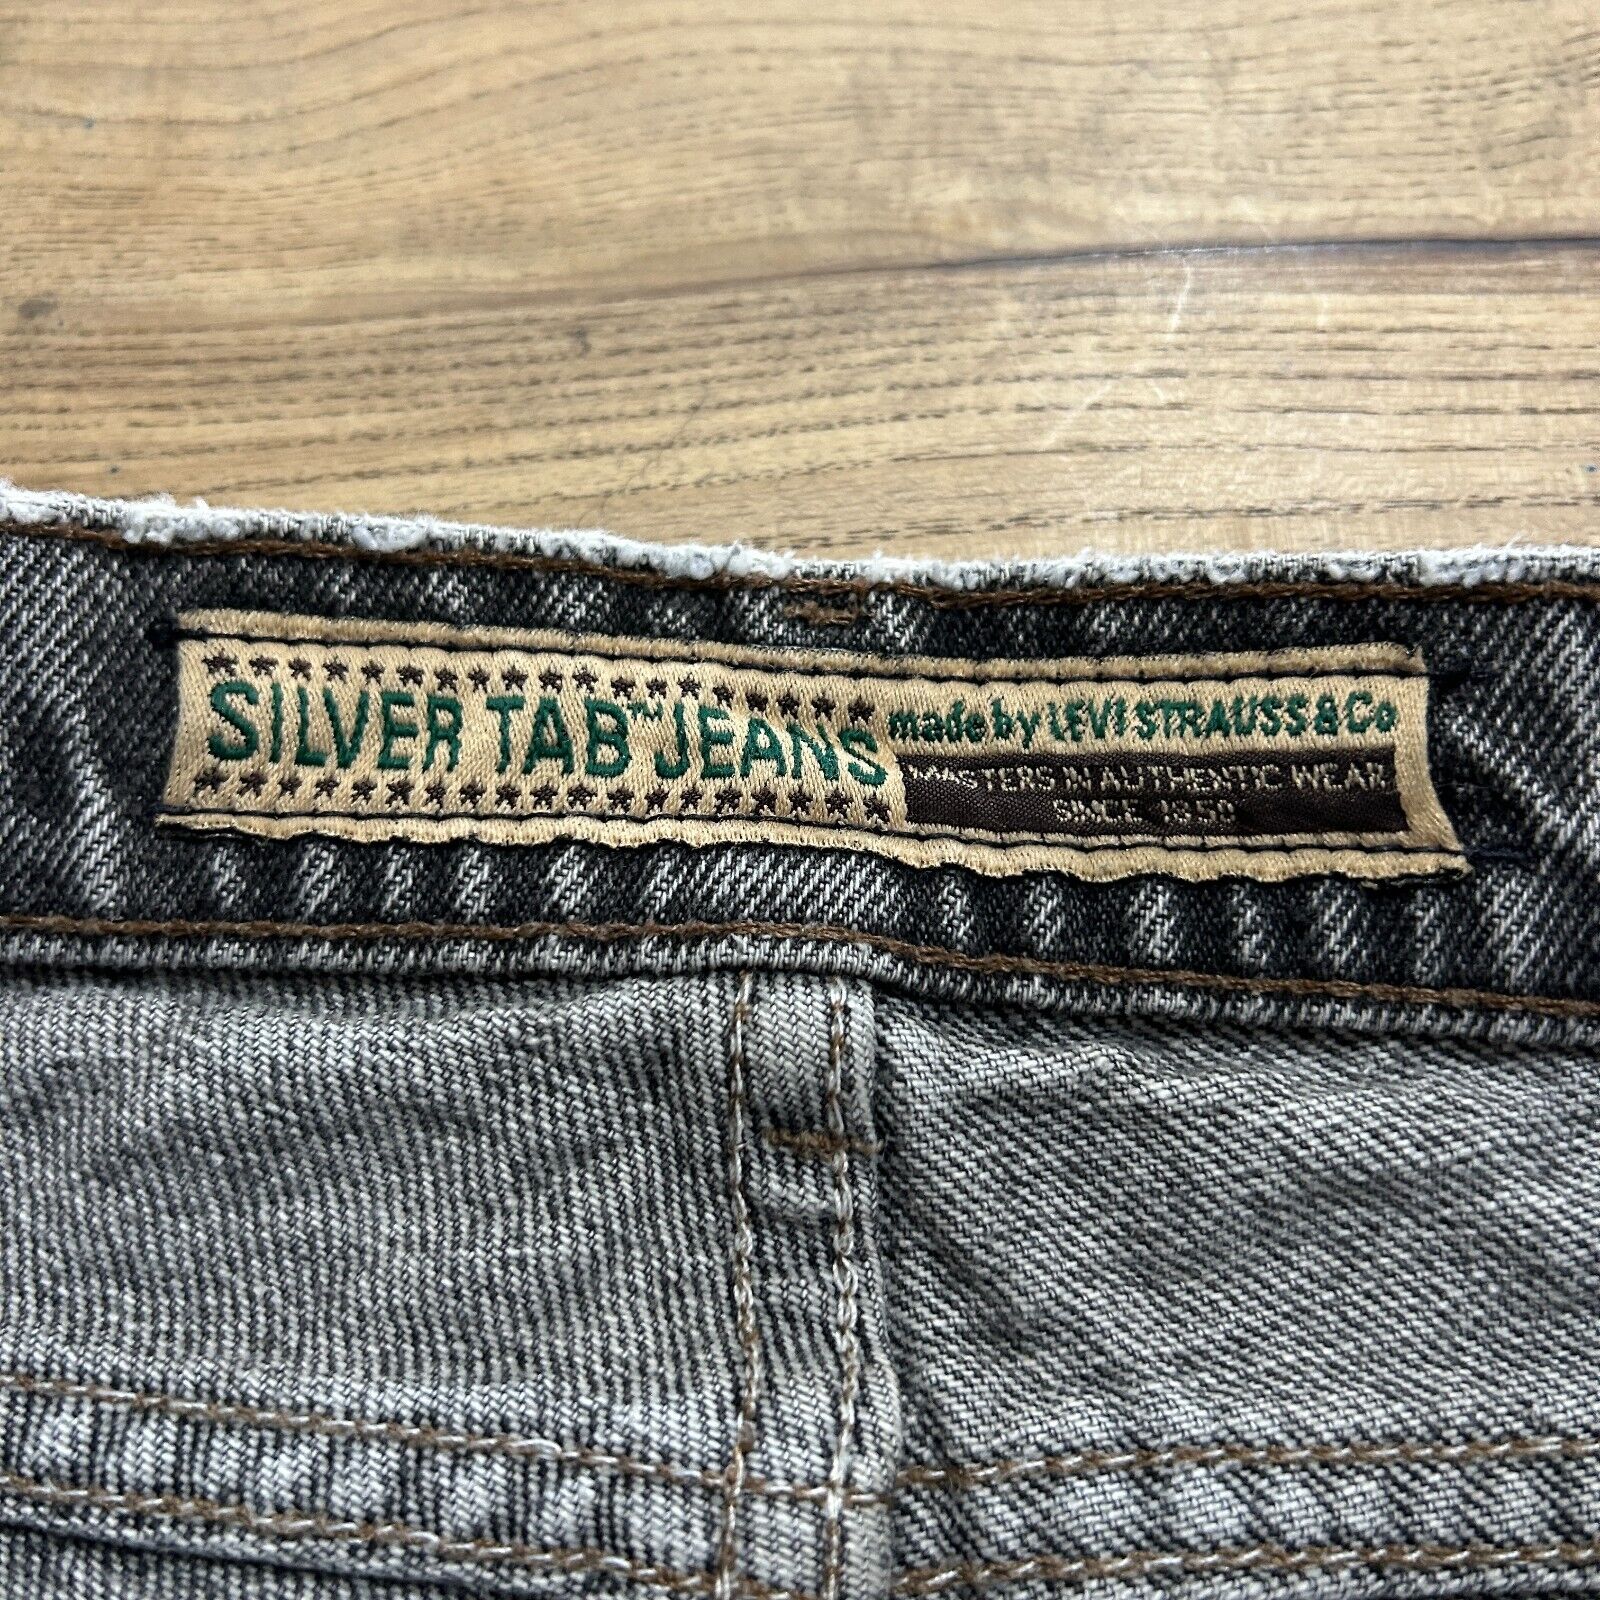 SILVER TAB™ JEANS
made by LEVI STRAUSS & Co
MASTERS IN AUTHENTIC WEAR
SINCE 1850